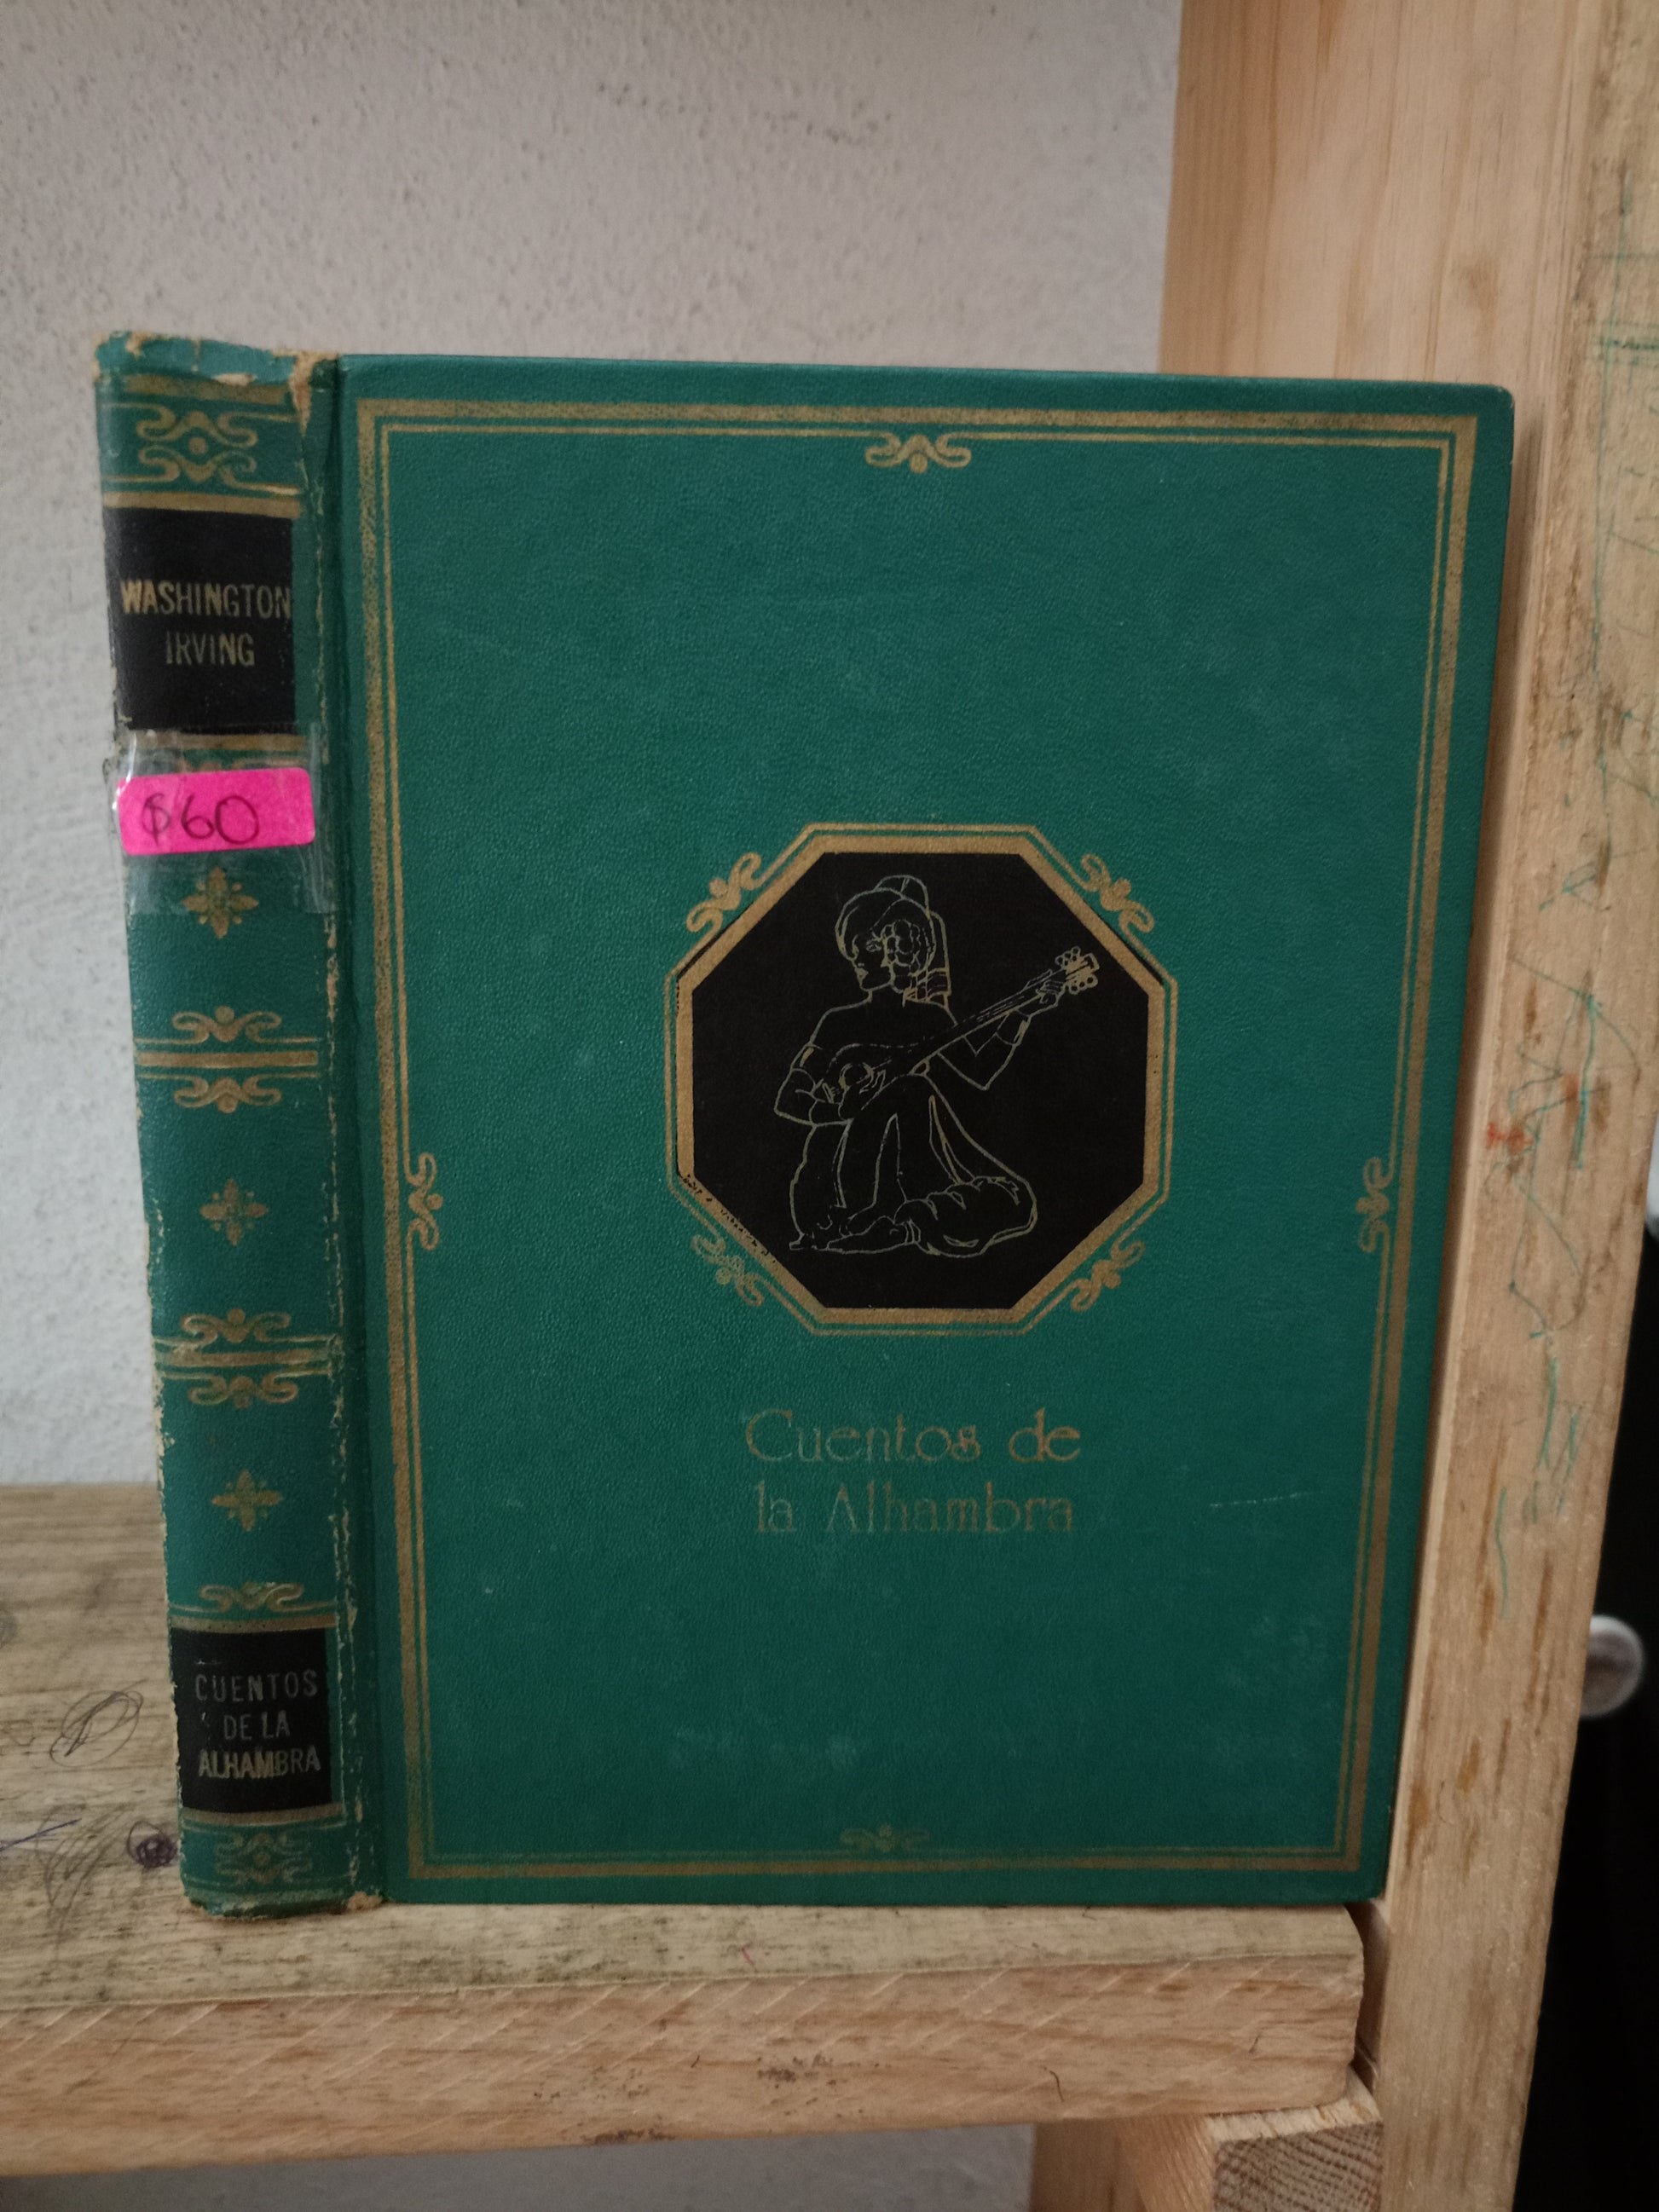 WASHINGTON
IRVING
$60
CUENTOS
DE LA
ALHAMBRA
Cuentos de
la Alhambra